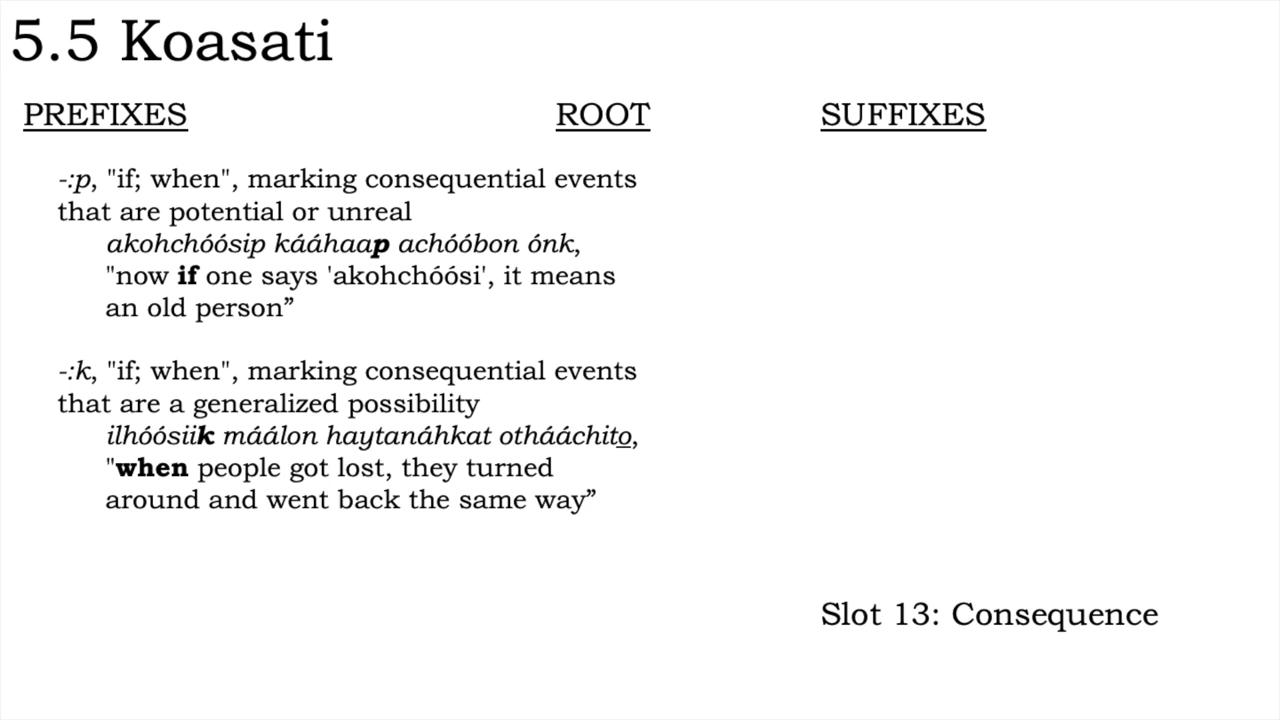 5.5 Koasati
PREFIXES ROOT SUFFIXES
-:p, "if; when", marking consequential events
that are potential or unreal
akohchóósip kááhaap achóóbon ónk,
"now if one says 'akohchóósi', it means
an old person”
-:k, "if; when", marking consequential events
that are a generalized possibility
ilhóósiik máálon haytanáhkat othááchito̲,
"when people got lost, they turned
around and went back the same way”
Slot 13: Consequence